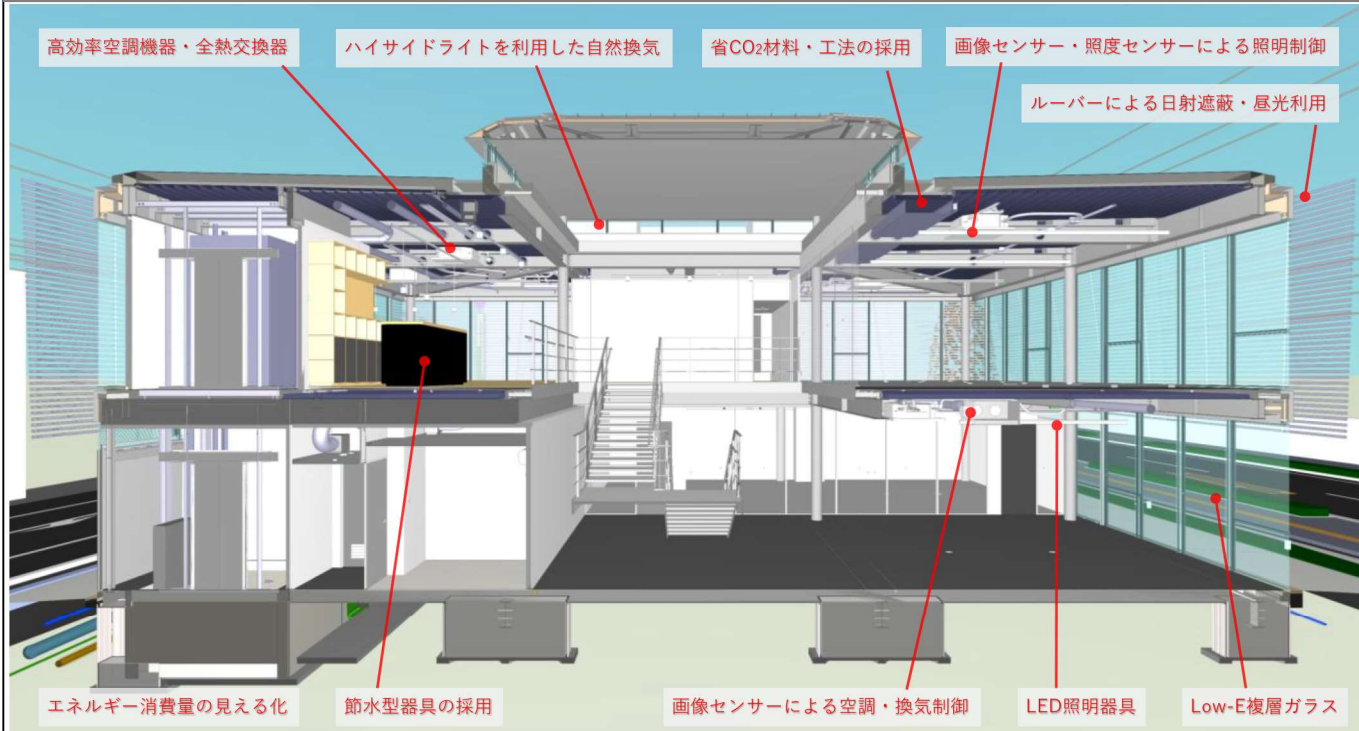 高効率空調機器・全熱交換器
ハイサイドライトを利用した自然換気
省CO₂材料・工法の採用
画像センサー・照度センサーによる照明制御
ルーバーによる日射遮蔽・昼光利用
エネルギー消費量の見える化
節水型器具の採用
画像センサーによる空調・換気制御
LED照明器具
Low-E複層ガラス